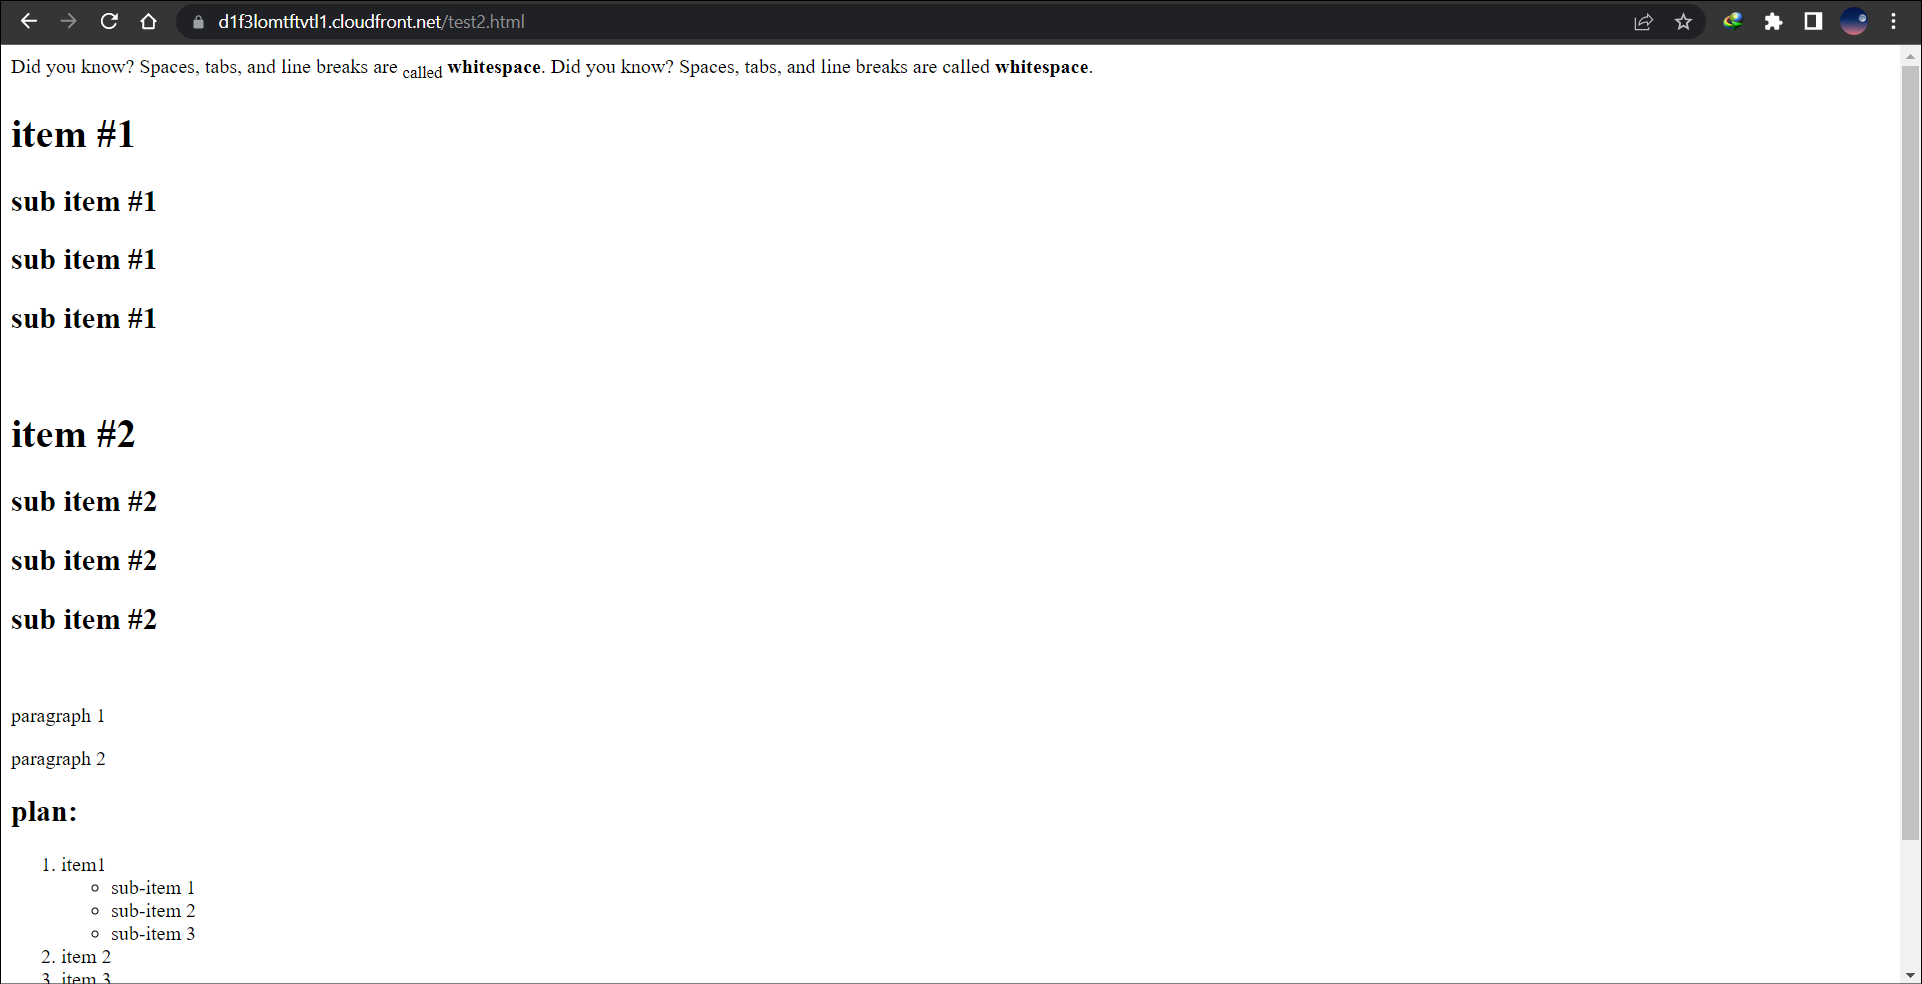 d1f3lomtftvtl1.cloudfront.net/test2.html
Did you know? Spaces, tabs, and line breaks are called whitespace. Did you know? Spaces, tabs, and line breaks are called whitespace.
item #1
sub item #1
sub item #1
sub item #1
item #2
sub item #2
sub item #2
sub item #2
paragraph 1
paragraph 2
plan:
1. item1
sub-item 1
sub-item 2
sub-item 3
2. item 2
3. item 3